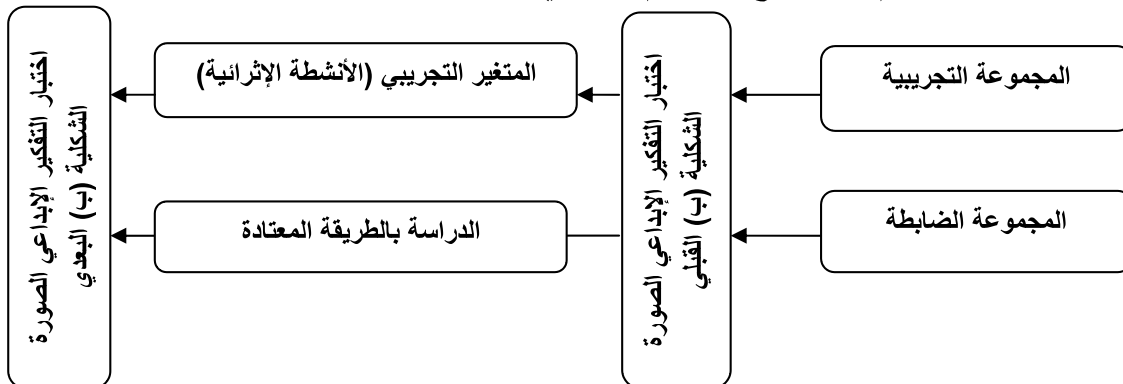 المجموعة التجريبية
المجموعة الضابطة
اختبار التفكير الإبداعي الصورة
الشكلية (ب) القبلي
المتغير التجريبي (الأنشطة الإثرائية)
الدراسة بالطريقة المعتادة
اختبار التفكير الإبداعي الصورة
الشكلية (ب) البعدي